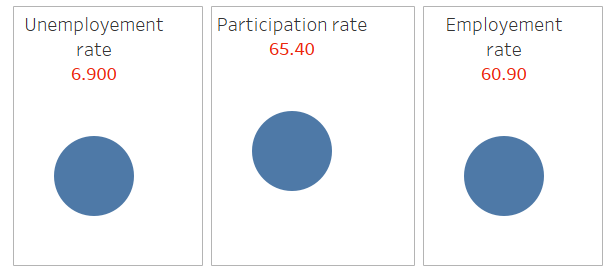 Unemployement
rate
6.900
Participation rate
65.40
Employement
rate
60.90